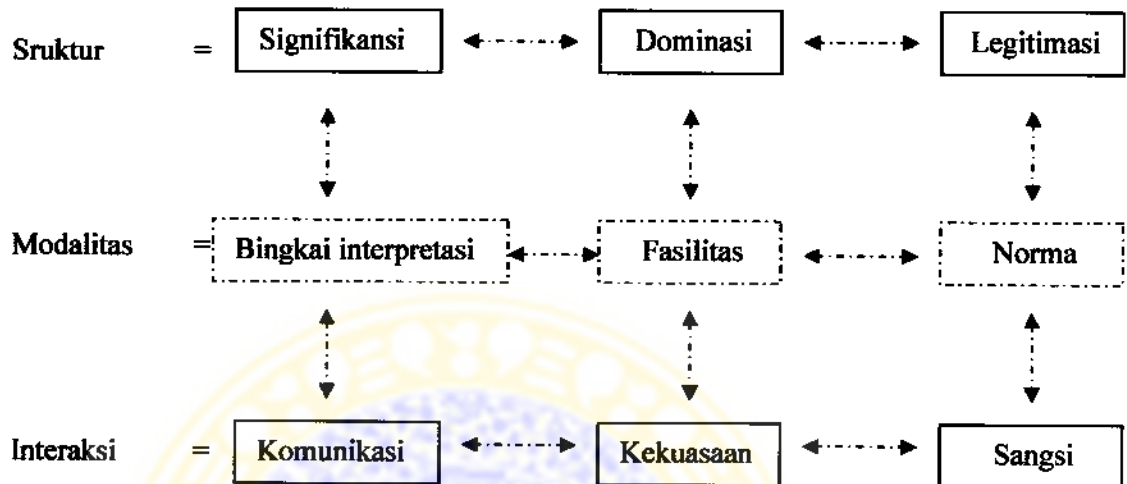 Sruktur = Signifikansi Dominasi Legitimasi
Modalitas = Bingkai interpretasi Fasilitas Norma
Interaksi = Komunikasi Kekuasaan Sangsi